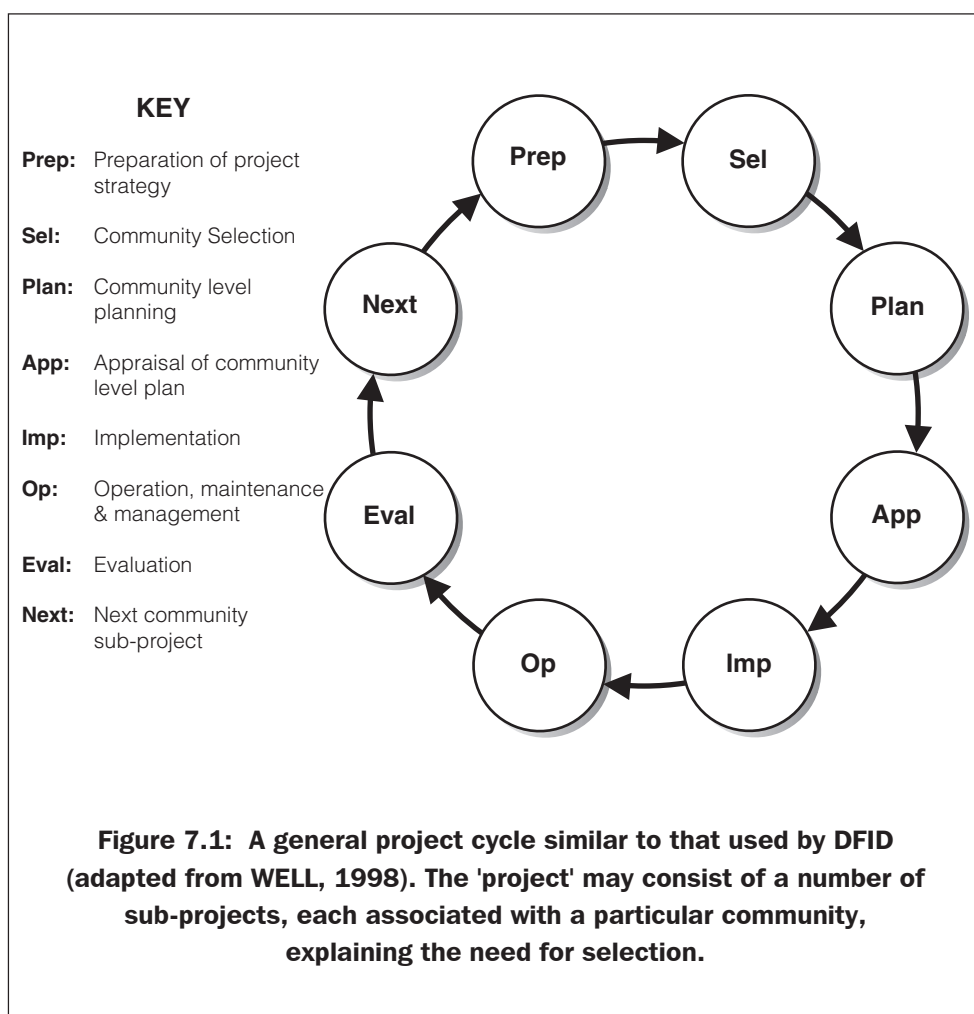 KEY
Prep: Preparation of project
strategy
Sel: Community Selection
Plan: Community level
planning
App: Appraisal of community
level plan
Imp: Implementation
Op: Operation, maintenance
& management
Eval: Evaluation
Next: Next community
sub-project
Prep
Sel
Plan
App
Imp
Op
Eval
Next
Figure 7.1: A general project cycle similar to that used by DFID
(adapted from WELL, 1998). The 'project' may consist of a number of
sub-projects, each associated with a particular community,
explaining the need for selection.